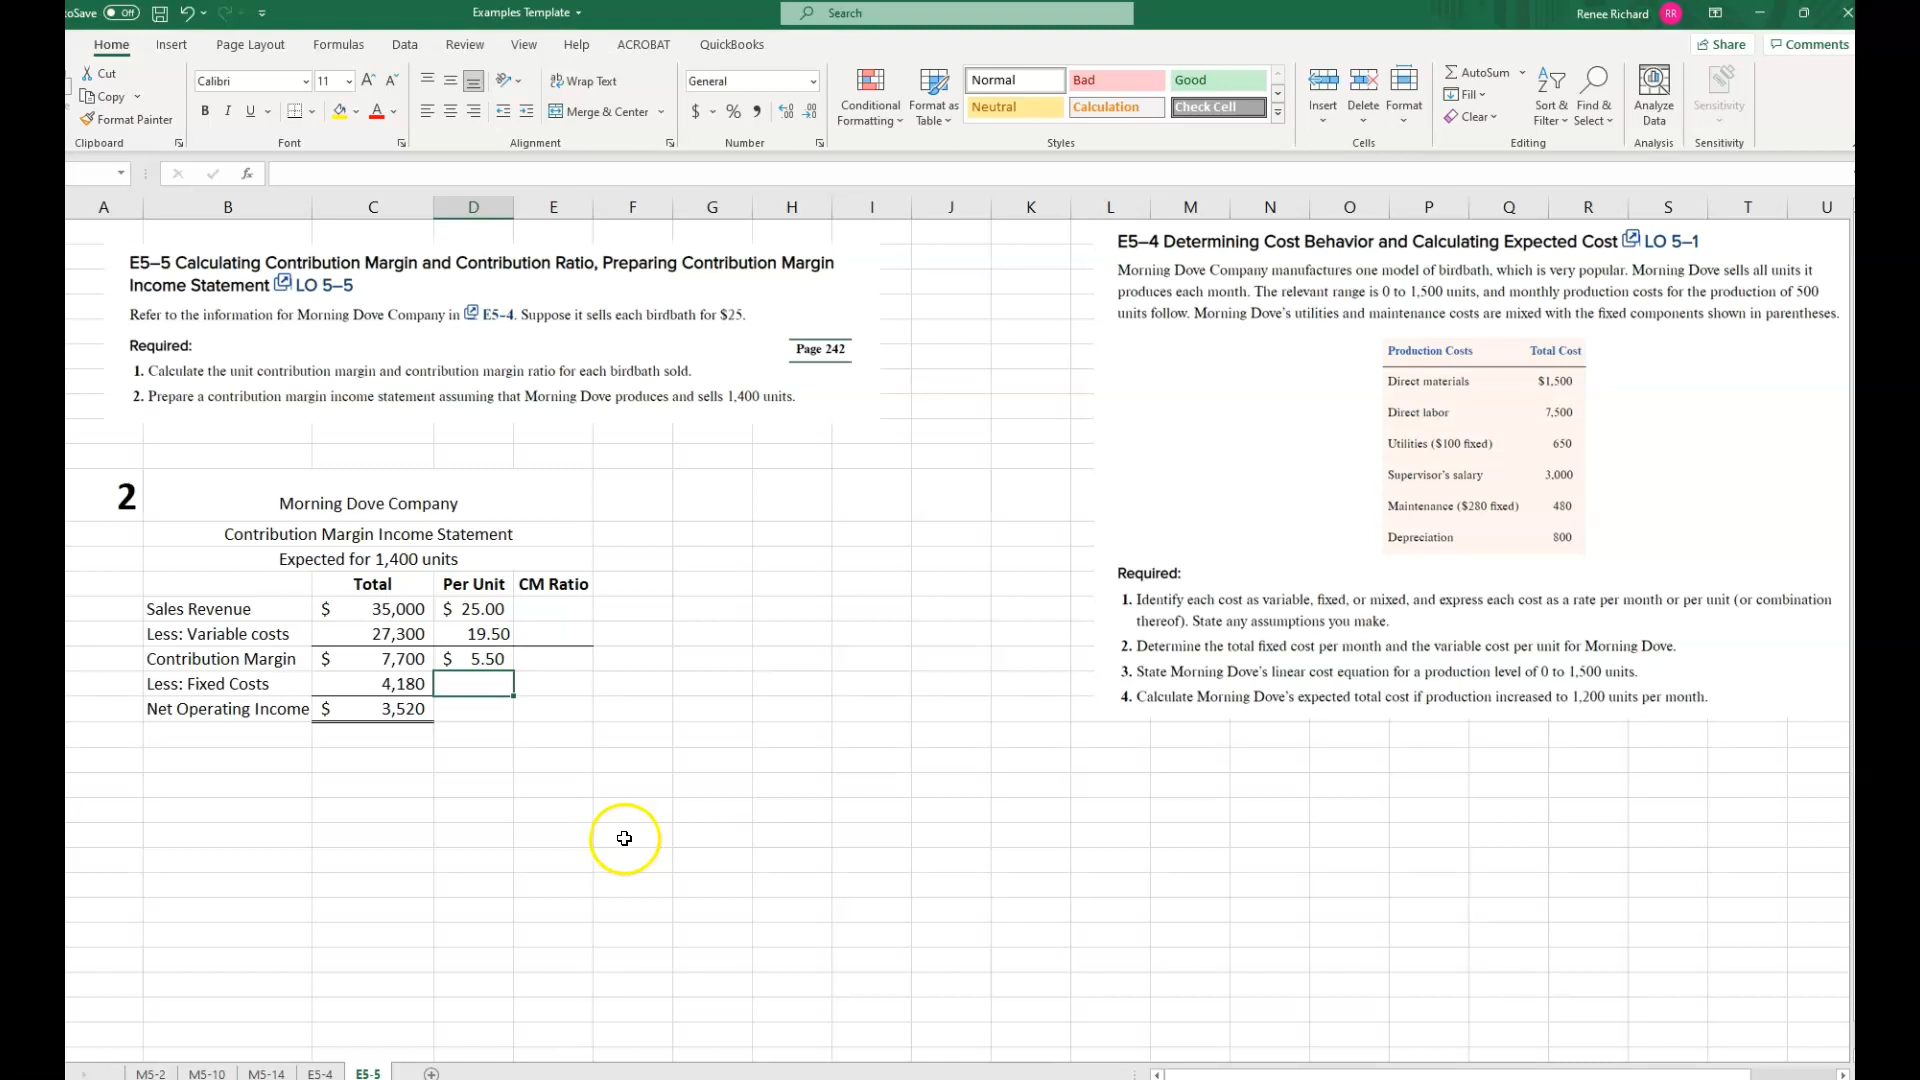 toSave Off Examples Template Search Renee Richard RR
Home Insert Page Layout Formulas Data Review View Help ACROBAT QuickBooks Share Comments
Cut
Copy
Format Painter
Clipboard
Calibri 11 A A
B I U A
Font
ab Wrap Text
Merge & Center
Alignment
General
$ % 9
Number
Conditional Formatting
Format as Table
Normal Bad Good
Neutral Calculation Check Cell
Styles
Insert Delete Format
Cells
AutoSum
Fill
Clear
Sort & Filter
Find & Select
Editing
Analyze Data
Analysis
Sensitivity
Sensitivity
fx
A B C D E F G H I J K L M N O P Q R S T U
E5–5 Calculating Contribution Margin and Contribution Ratio, Preparing Contribution Margin
Income Statement LO 5–5
Refer to the information for Morning Dove Company in E5–4. Suppose it sells each birdbath for $25.
Required:
Page 242
1. Calculate the unit contribution margin and contribution margin ratio for each birdbath sold.
2. Prepare a contribution margin income statement assuming that Morning Dove produces and sells 1,400 units.
2
Morning Dove Company
Contribution Margin Income Statement
Expected for 1,400 units
Total Per Unit CM Ratio
Sales Revenue $ 35,000 $ 25.00
Less: Variable costs 27,300 19.50
Contribution Margin $ 7,700 $ 5.50
Less: Fixed Costs 4,180
Net Operating Income $ 3,520
E5–4 Determining Cost Behavior and Calculating Expected Cost LO 5–1
Morning Dove Company manufactures one model of birdbath, which is very popular. Morning Dove sells all units it
produces each month. The relevant range is 0 to 1,500 units, and monthly production costs for the production of 500
units follow. Morning Dove's utilities and maintenance costs are mixed with the fixed components shown in parentheses.
Production Costs Total Cost
Direct materials $1,500
Direct labor 7,500
Utilities ($100 fixed) 650
Supervisor's salary 3,000
Maintenance ($280 fixed) 480
Depreciation 800
Required:
1. Identify each cost as variable, fixed, or mixed, and express each cost as a rate per month or per unit (or combination
thereof). State any assumptions you make.
2. Determine the total fixed cost per month and the variable cost per unit for Morning Dove.
3. State Morning Dove's linear cost equation for a production level of 0 to 1,500 units.
4. Calculate Morning Dove's expected total cost if production increased to 1,200 units per month.
M5-2 M5-10 M5-14 E5-4 E5-5